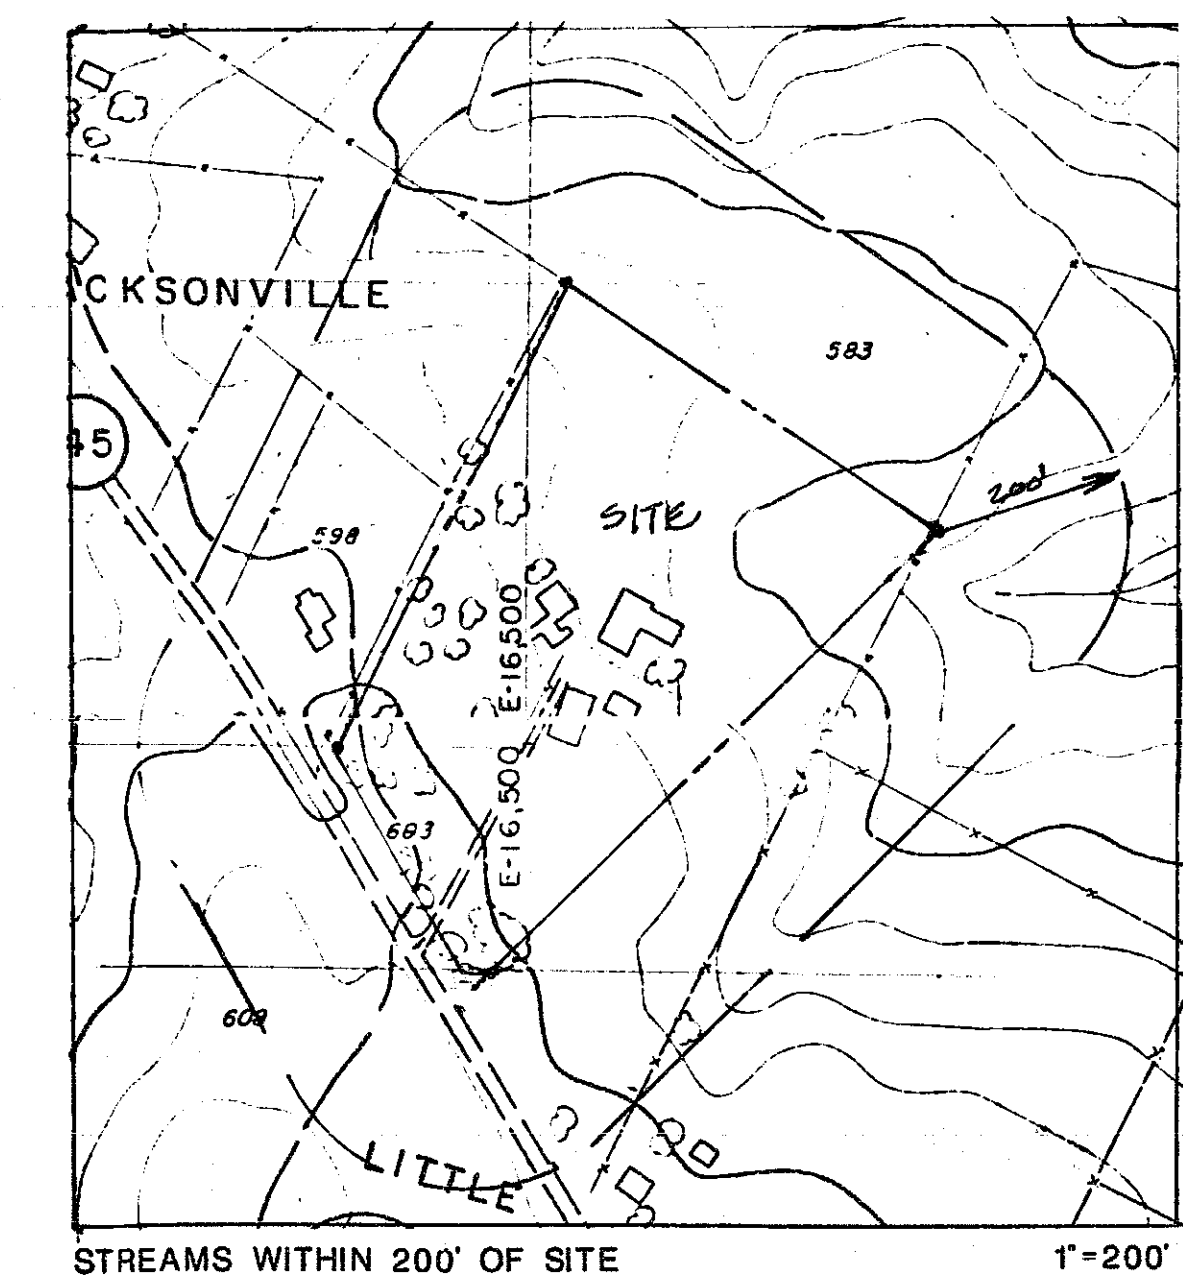 CKSONVILLE
583
45
200'
SITE
598
E-16,500
E-16,500
603
609
LITTLE
STREAMS WITHIN 200' OF SITE
1"=200'